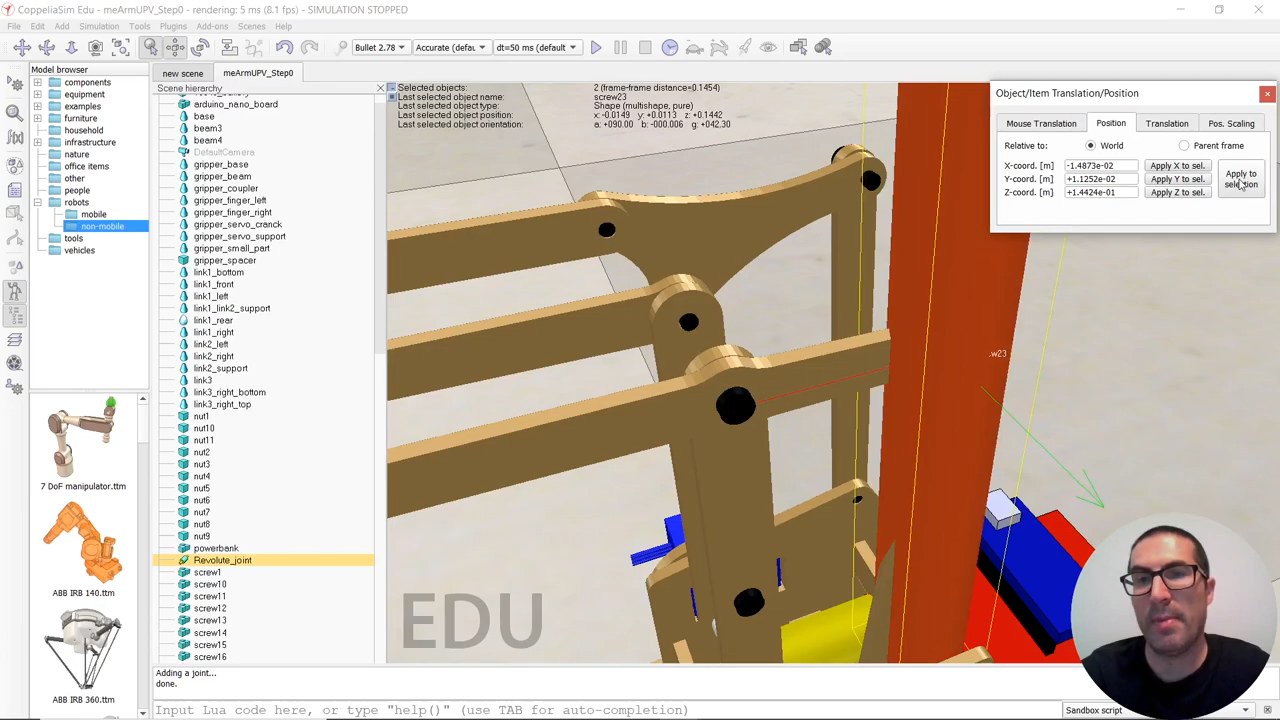 CoppeliaSim Edu - meArmUPV_Step0 - rendering: 5 ms (8.1 fps) - SIMULATION STOPPED
File Edit Simulation Tools Plugins Add-ons Scenes Help
Bullet 2.78 Accurate (defau dt=50 ms (default)
Model browser
components
equipment
examples
furniture
household
infrastructure
nature
office items
other
people
robots
mobile
non-mobile
tools
vehicles
7 DoF manipulator.ttm
ABB IRB 140.ttm
ABB IRB 360.ttm
new scene meArmUPV_Step0
Scene hierarchy
arduino_nano_board
base
beam3
beam4
DefaultCamera
gripper_base
gripper_beam
gripper_coupler
gripper_finger_left
gripper_finger_right
gripper_servo_cranck
gripper_servo_support
gripper_small_part
gripper_spacer
link1_bottom
link1_front
link1_left
link1_link2_support
link1_rear
link1_right
link2_left
link2_right
link2_support
link3
link3_right_bottom
link3_right_top
nut1
nut10
nut11
nut2
nut3
nut4
nut5
nut6
nut7
nut8
nut9
powerbank
Revolute_joint
screw1
screw10
screw11
screw12
screw13
screw14
screw15
screw16
Selected objects: 2 (frame-frame distance=0.1454)
Last selected object name: screw23
Last selected object type: Shape (multishape, pure)
Last selected object position: x: -0.0149 y: +0.0113 z: +0.1442
Last selected object orientation: a: +090.00 b: -000.006 g: +042.30
.w23
EDU
Object/Item Translation/Position
Mouse Translation Position Translation Pos. Scaling
Relative to: World Parent frame
X-coord. [m] -1.4873e-02 Apply X to sel.
Y-coord. [m] +1.1252e-02 Apply Y to sel.
Z-coord. [m] +1.4424e-01 Apply Z to sel.
Apply to selection
Adding a joint...
done.
Input Lua code here, or type "help()" (use TAB for auto-completion)
Sandbox script